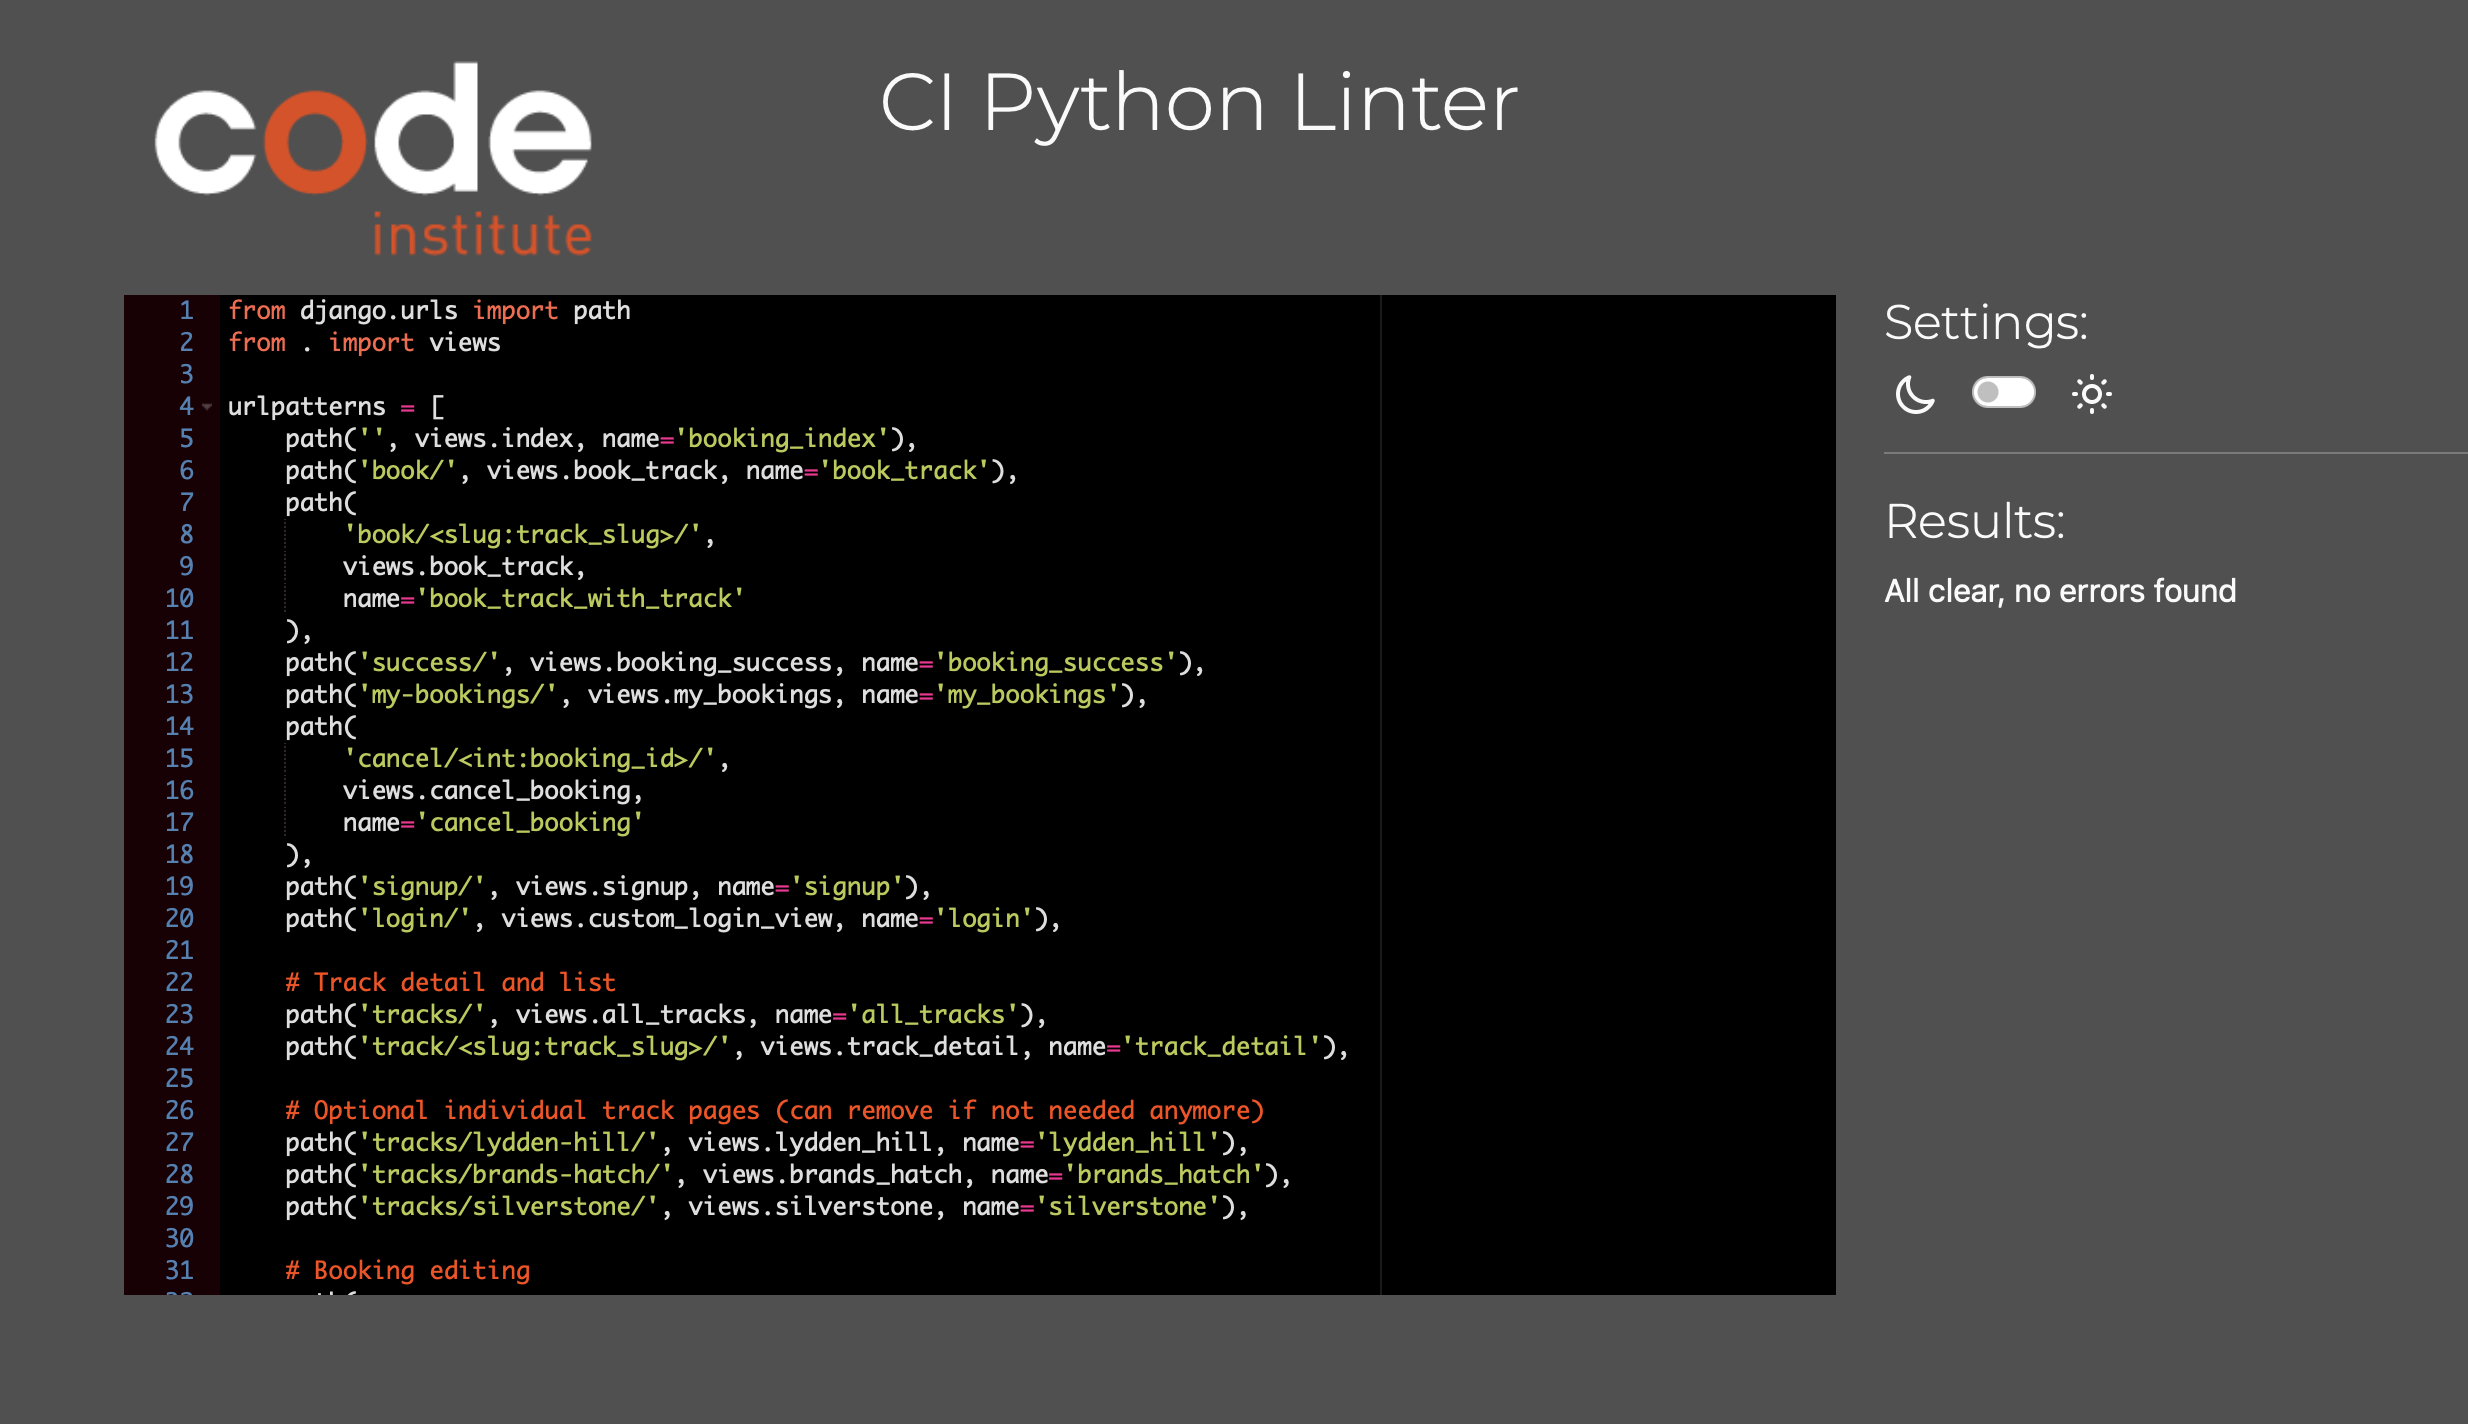 code
institute
CI Python Linter
1 from django.urls import path
2 from . import views
3
4 urlpatterns = [
5     path('', views.index, name='booking_index'),
6     path('book/', views.book_track, name='book_track'),
7     path(
8         'book/<slug:track_slug>/',
9         views.book_track,
10         name='book_track_with_track'
11     ),
12     path('success/', views.booking_success, name='booking_success'),
13     path('my-bookings/', views.my_bookings, name='my_bookings'),
14     path(
15         'cancel/<int:booking_id>/',
16         views.cancel_booking,
17         name='cancel_booking'
18     ),
19     path('signup/', views.signup, name='signup'),
20     path('login/', views.custom_login_view, name='login'),
21
22     # Track detail and list
23     path('tracks/', views.all_tracks, name='all_tracks'),
24     path('track/<slug:track_slug>/', views.track_detail, name='track_detail'),
25
26     # Optional individual track pages (can remove if not needed anymore)
27     path('tracks/lydden-hill/', views.lydden_hill, name='lydden_hill'),
28     path('tracks/brands-hatch/', views.brands_hatch, name='brands_hatch'),
29     path('tracks/silverstone/', views.silverstone, name='silverstone'),
30
31     # Booking editing
Settings:
Results:
All clear, no errors found